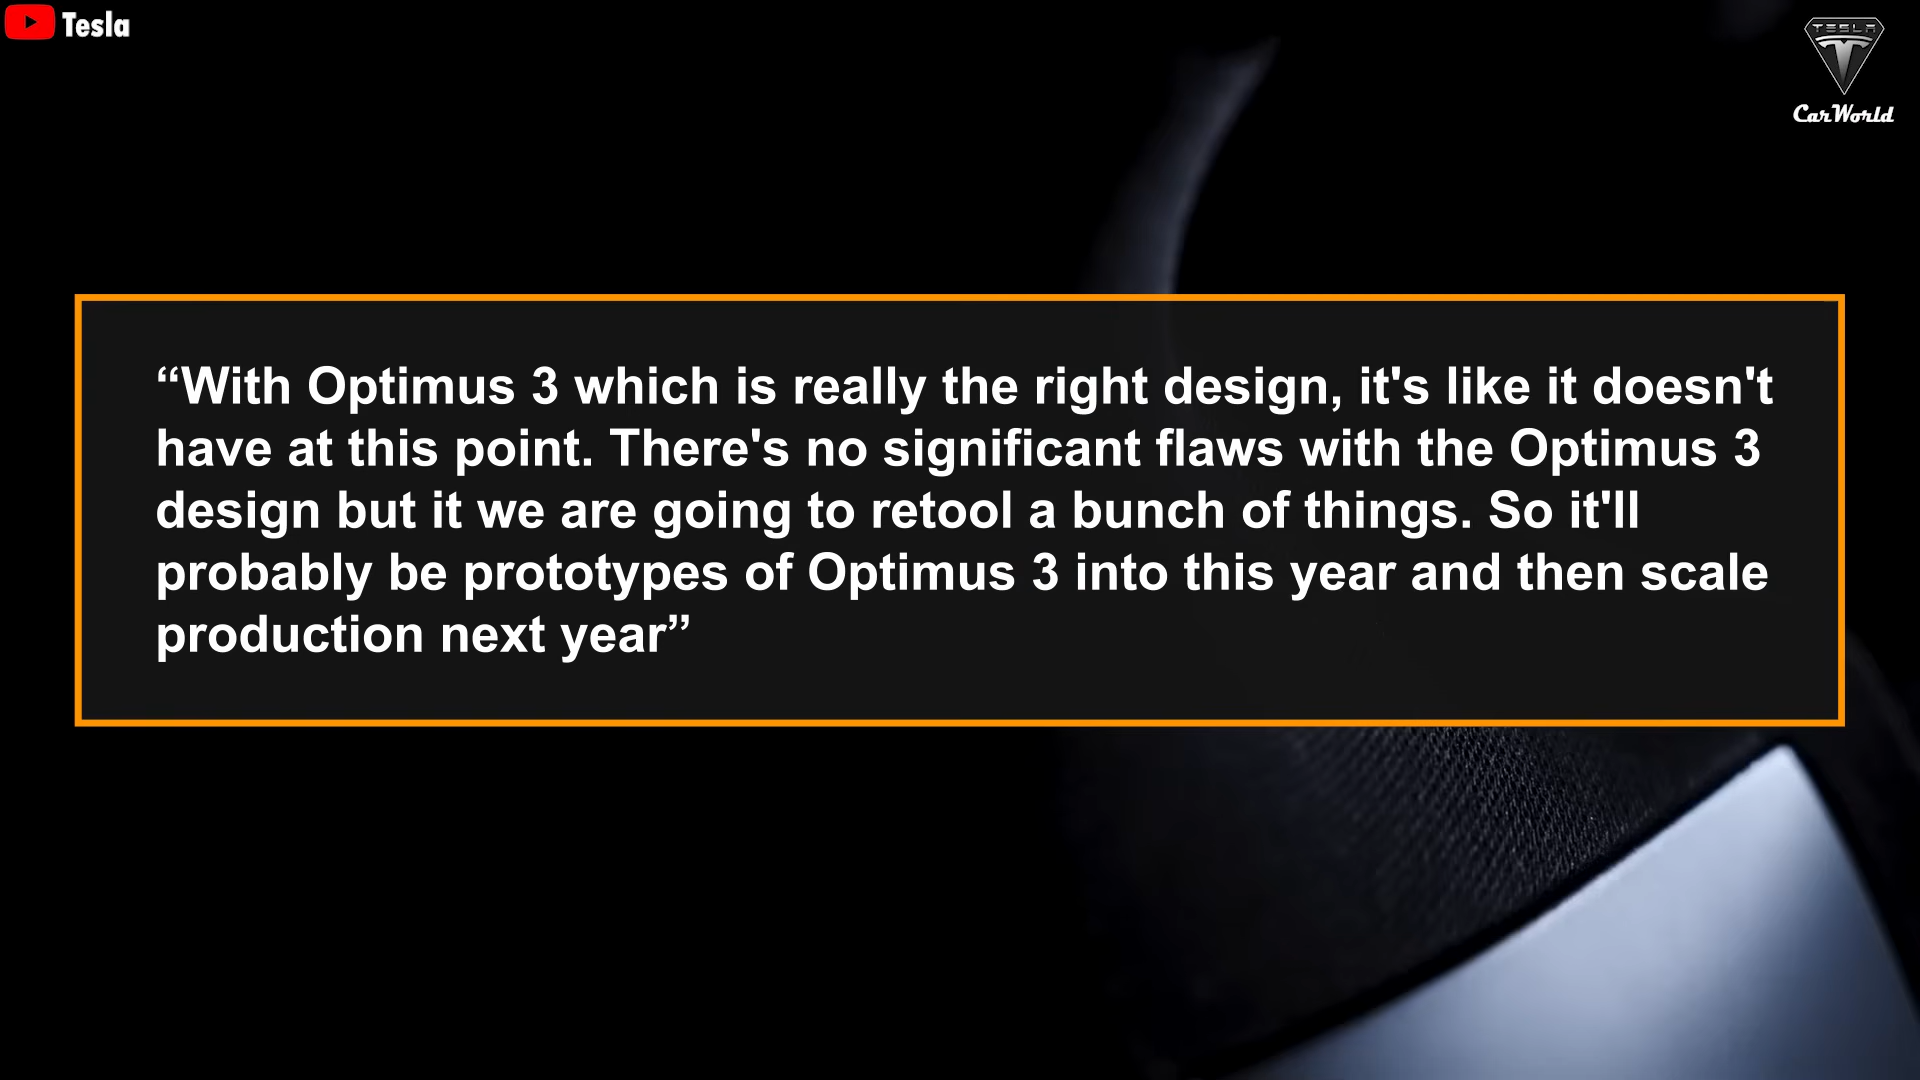 Tesla
TESLA
CarWorld
“With Optimus 3 which is really the right design, it's like it doesn't
have at this point. There's no significant flaws with the Optimus 3
design but it we are going to retool a bunch of things. So it'll
probably be prototypes of Optimus 3 into this year and then scale
production next year”